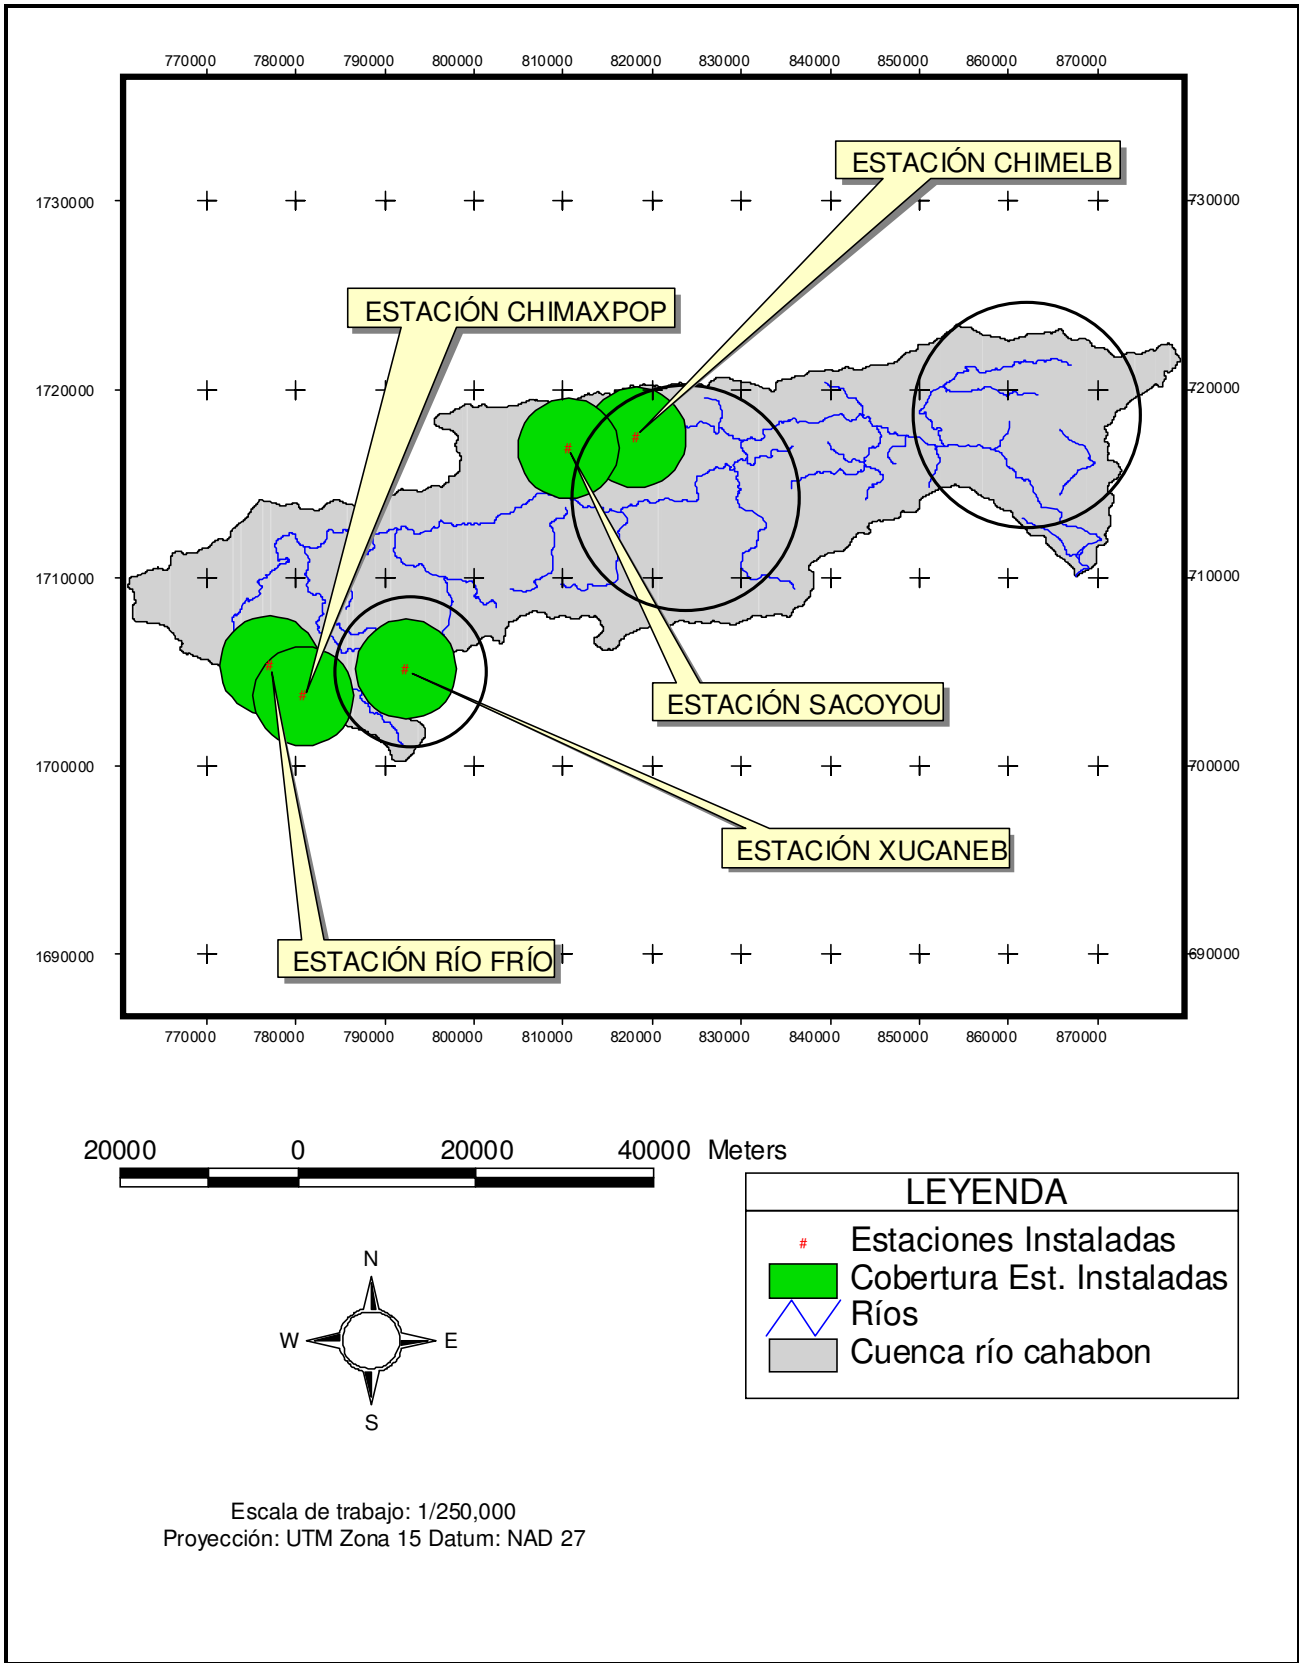 770000 780000 790000 800000 810000 820000 830000 840000 850000 860000 870000
ESTACIÓN CHIMELB
1730000 730000
ESTACIÓN CHIMAXPOP
1720000 720000
1710000 710000
ESTACIÓN SACOYOU
1700000 700000
ESTACIÓN XUCANEB
1690000 690000
ESTACIÓN RÍO FRÍO
770000 780000 790000 800000 810000 820000 830000 840000 850000 860000 870000
20000 0 20000 40000 Meters
LEYENDA
# Estaciones Instaladas
Cobertura Est. Instaladas
Ríos
Cuenca río cahabon
N
W E
S
Escala de trabajo: 1/250,000
Proyección: UTM Zona 15 Datum: NAD 27